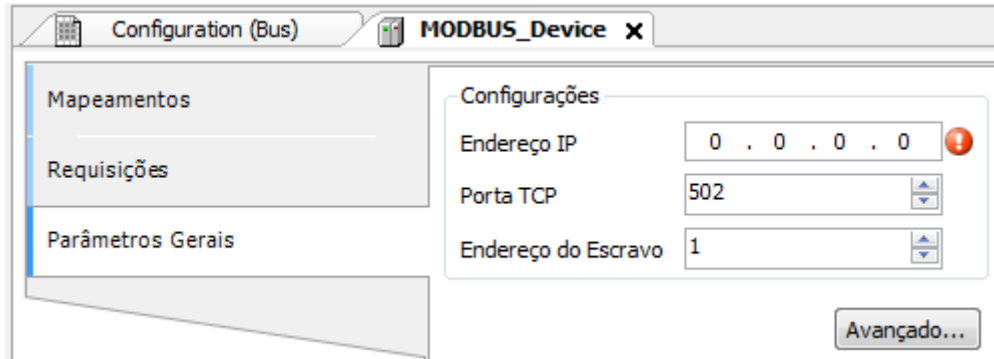 Configuration (Bus) MODBUS_Device X
Mapeamentos
Requisições
Parâmetros Gerais
Configurações
Endereço IP 0 . 0 . 0 . 0
Porta TCP 502
Endereço do Escravo 1
Avançado...